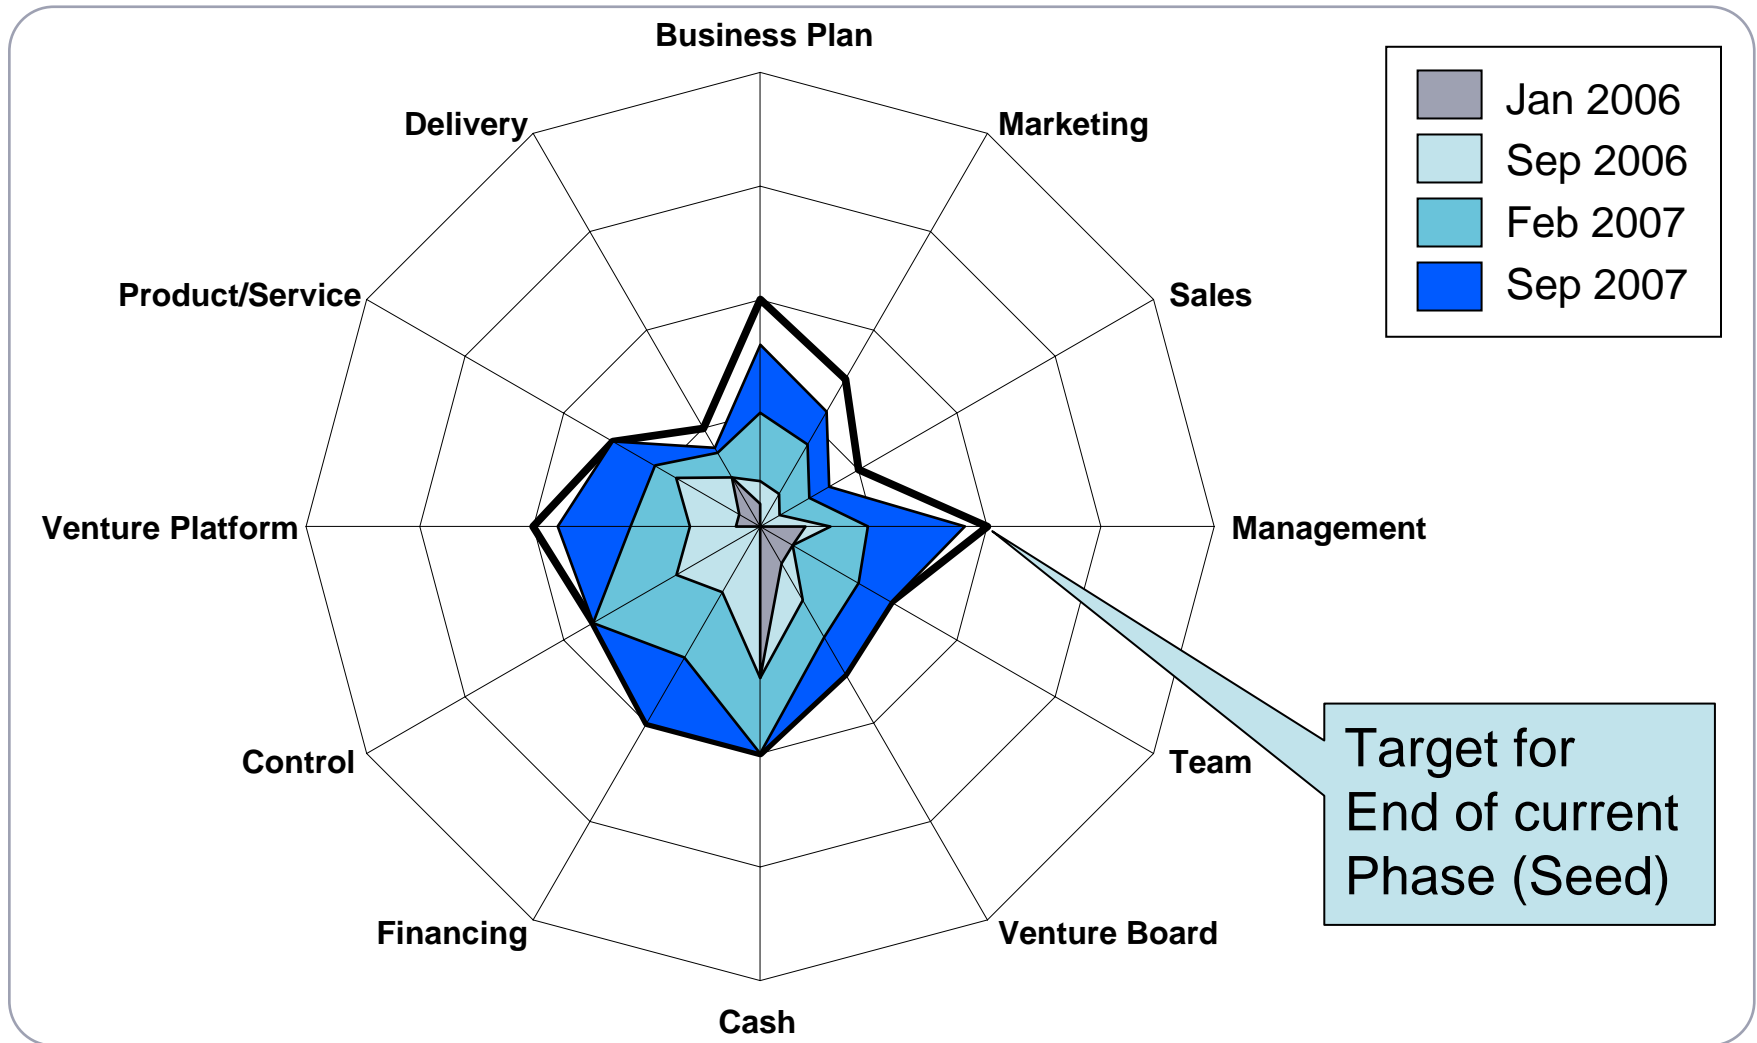 Business Plan
Delivery
Marketing
Product/Service
Sales
Venture Platform
Management
Control
Team
Financing
Venture Board
Cash
Jan 2006
Sep 2006
Feb 2007
Sep 2007
Target for
End of current
Phase (Seed)